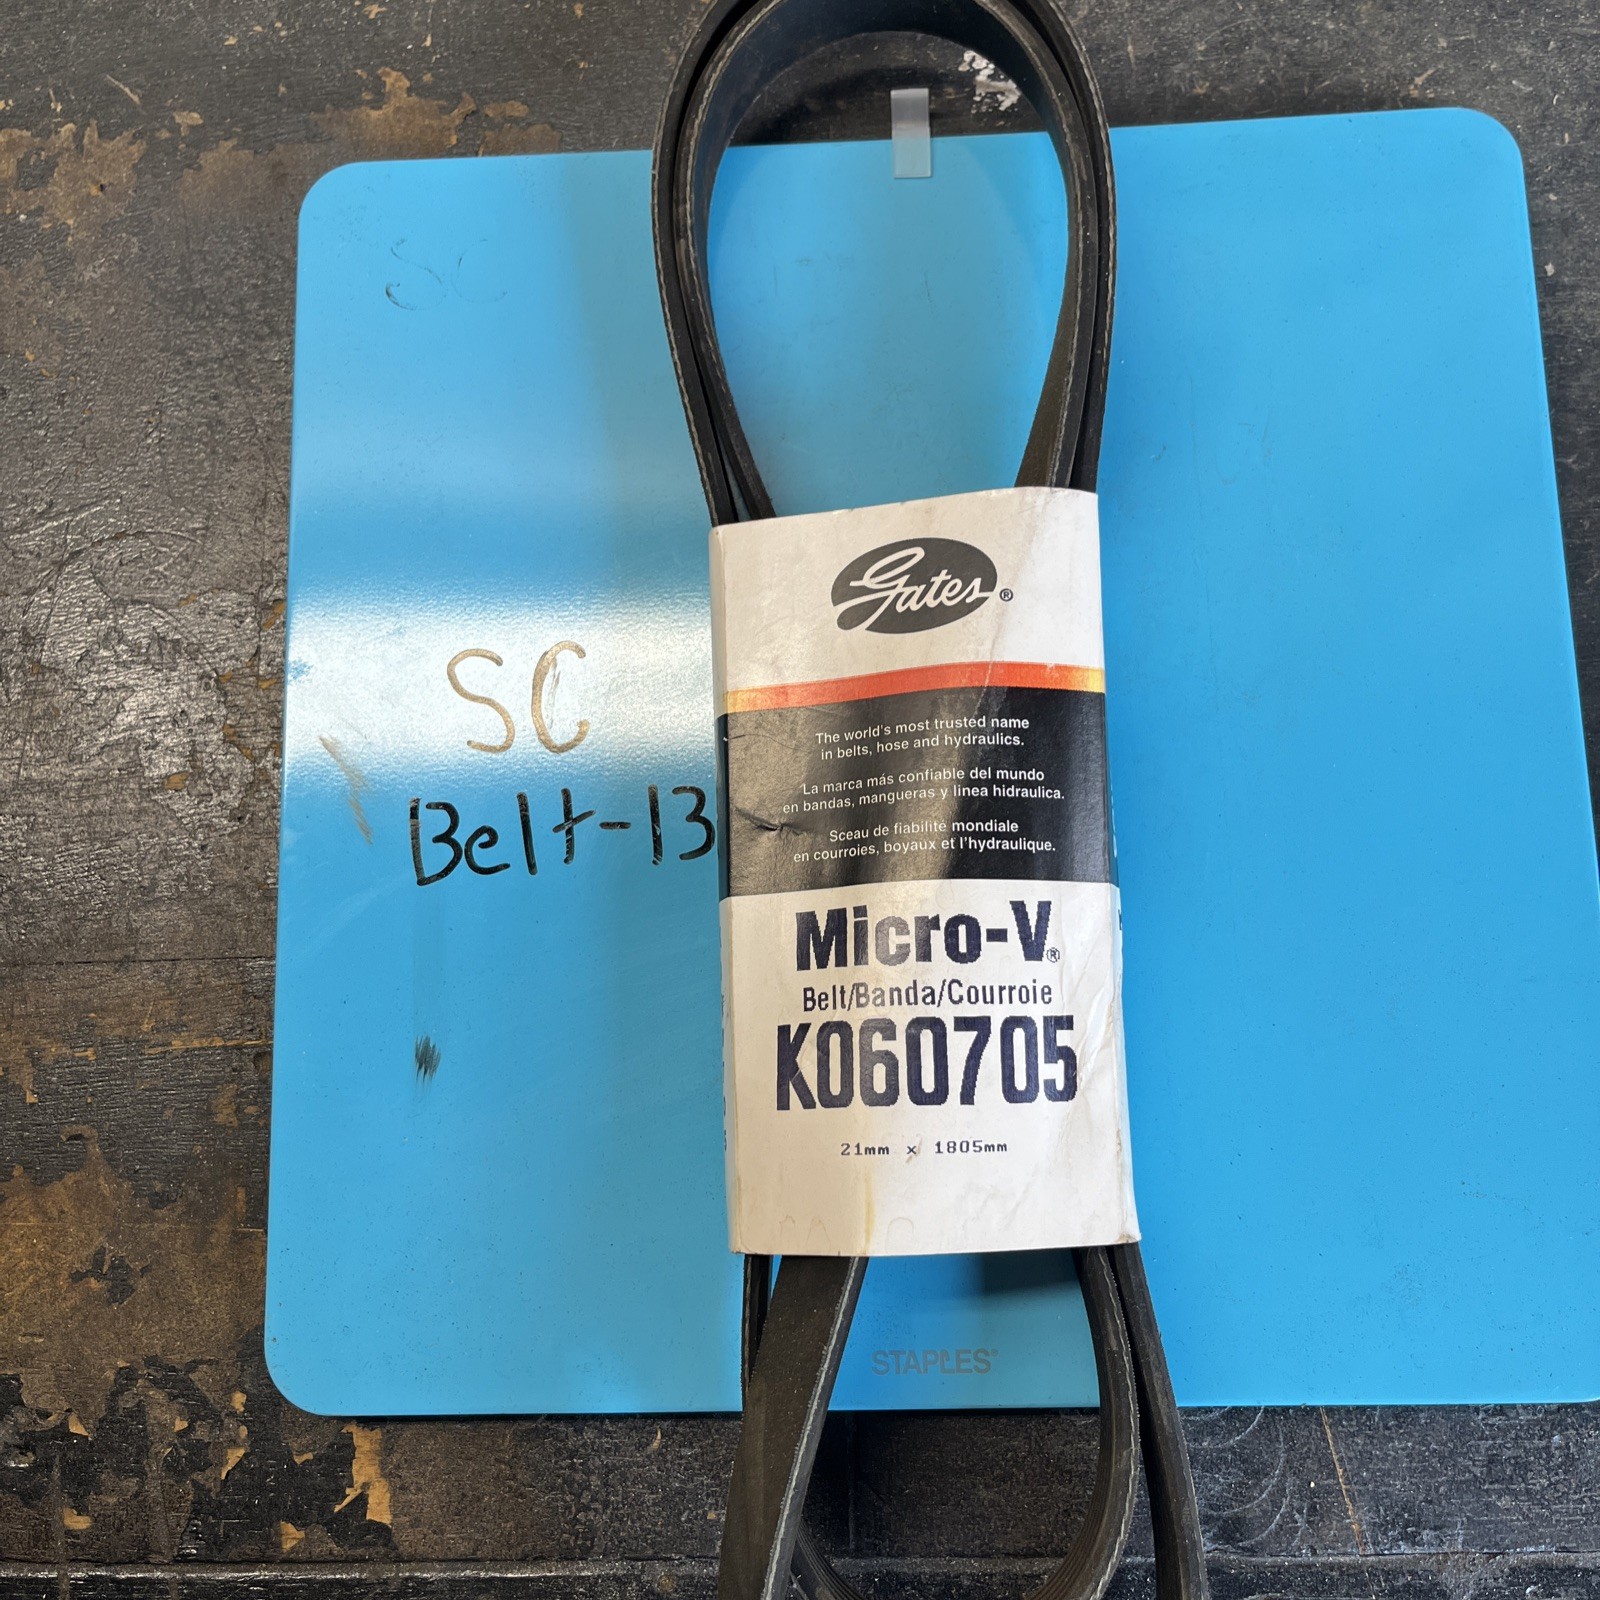 SC
SC
Belt-13
Gates®
The world's most trusted name
in belts, hose and hydraulics.
La marca más confiable del mundo
en bandas, mangueras y linea hidraulica.
Sceau de fiabilité mondiale
en courroies, boyaux et l'hydraulique.
Micro-V®
Belt/Banda/Courroie
K060705
21mm x 1805mm
STAPLES®